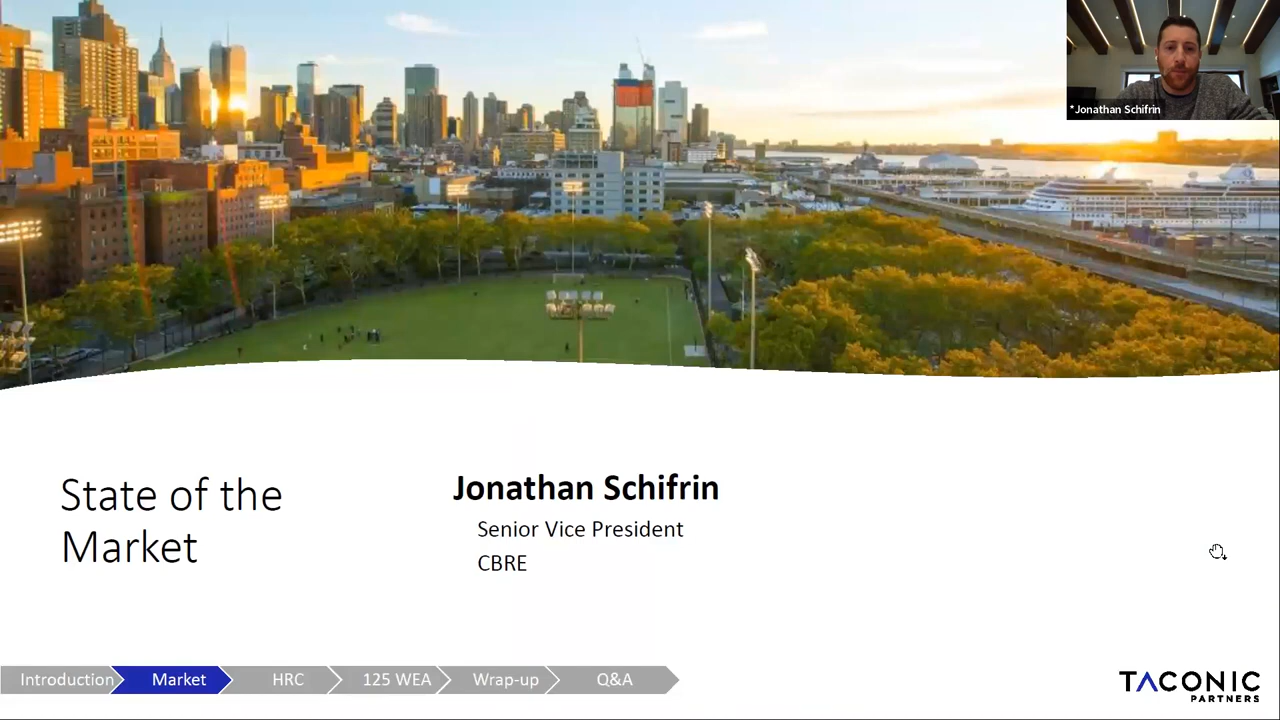 *Jonathan Schifrin
State of the
Market
Jonathan Schifrin
Senior Vice President
CBRE
Introduction
Market
HRC
125 WEA
Wrap-up
Q&A
TACONIC
PARTNERS